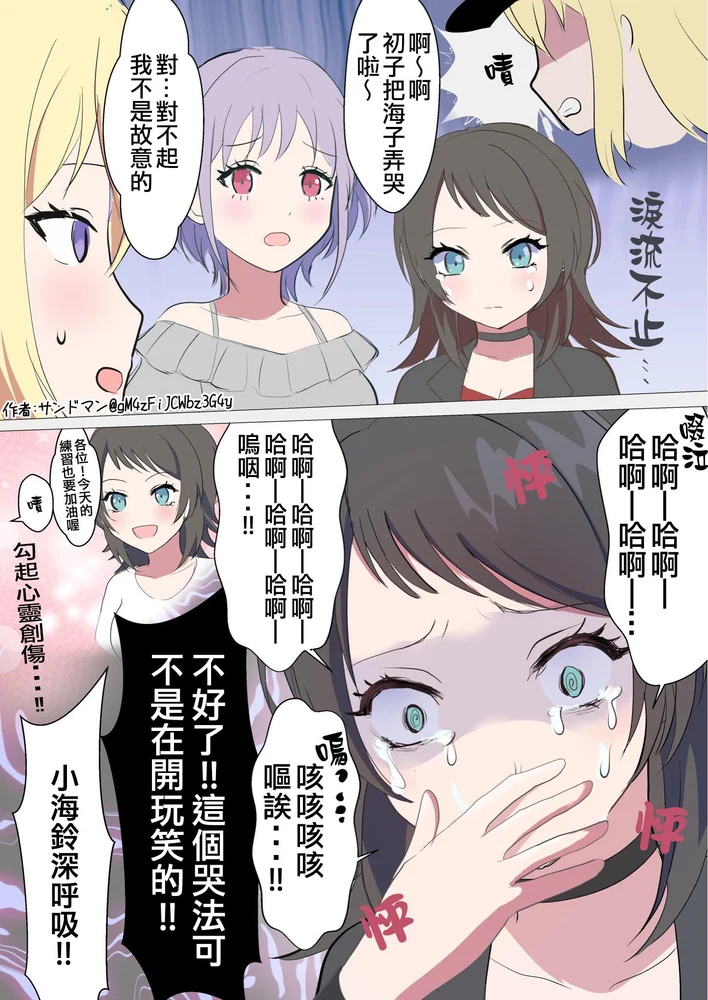 嘖
啊~啊
初子把海子弄哭
了啦~
對…對不起
我不是故意的
淚流不止……
作者:サンドマン@gM4zFiJCWbz3G4y
啜泣
哈啊—哈啊—
哈啊—哈啊—…
怦
哈啊—哈啊—哈啊—
哈啊—哈啊—哈啊—
嗚咽…!!
各位!今天的
練習也要加油喔
嘖
勾起心靈創傷…!!
嗚……
咳咳咳咳
嘔誒…!!
怦
怦
不好了!!這個哭法可
不是在開玩笑的!!
小海鈴深呼吸!!